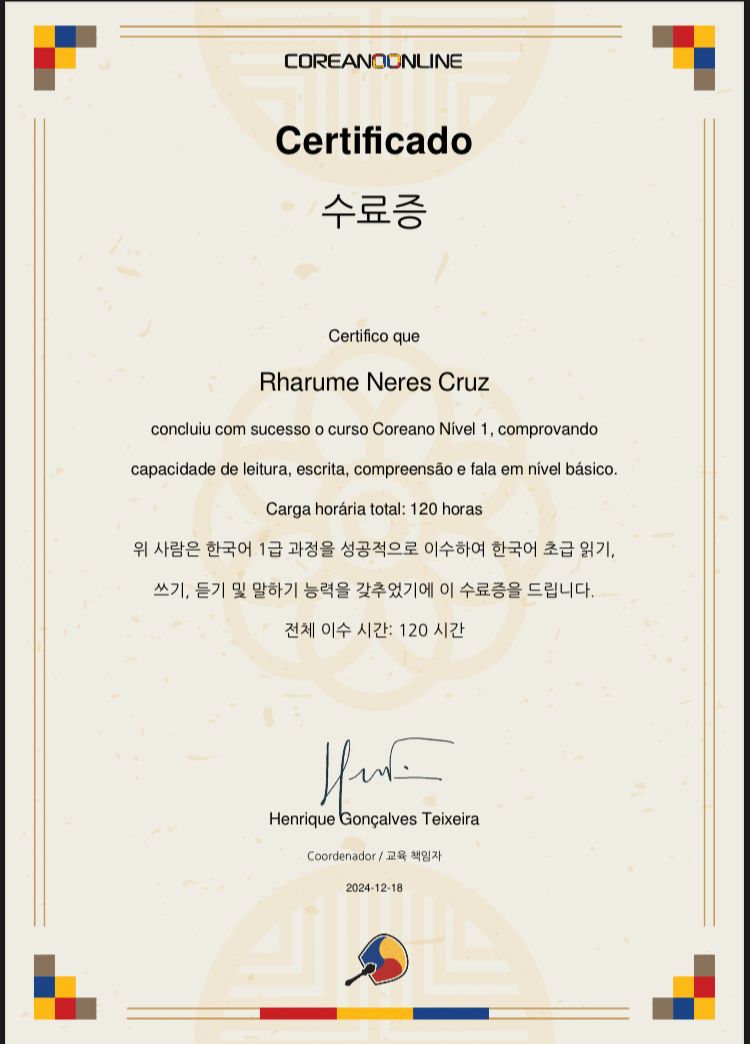 COREANOONLINE
Certificado
수료증
Certifico que
Rharume Neres Cruz
concluiu com sucesso o curso Coreano Nível 1, comprovando
capacidade de leitura, escrita, compreensão e fala em nível básico.
Carga horária total: 120 horas
위 사람은 한국어 1급 과정을 성공적으로 이수하여 한국어 초급 읽기,
쓰기, 듣기 및 말하기 능력을 갖추었기에 이 수료증을 드립니다.
전체 이수 시간: 120 시간
Henrique Gonçalves Teixeira
Coordenador / 교육 책임자
2024-12-18